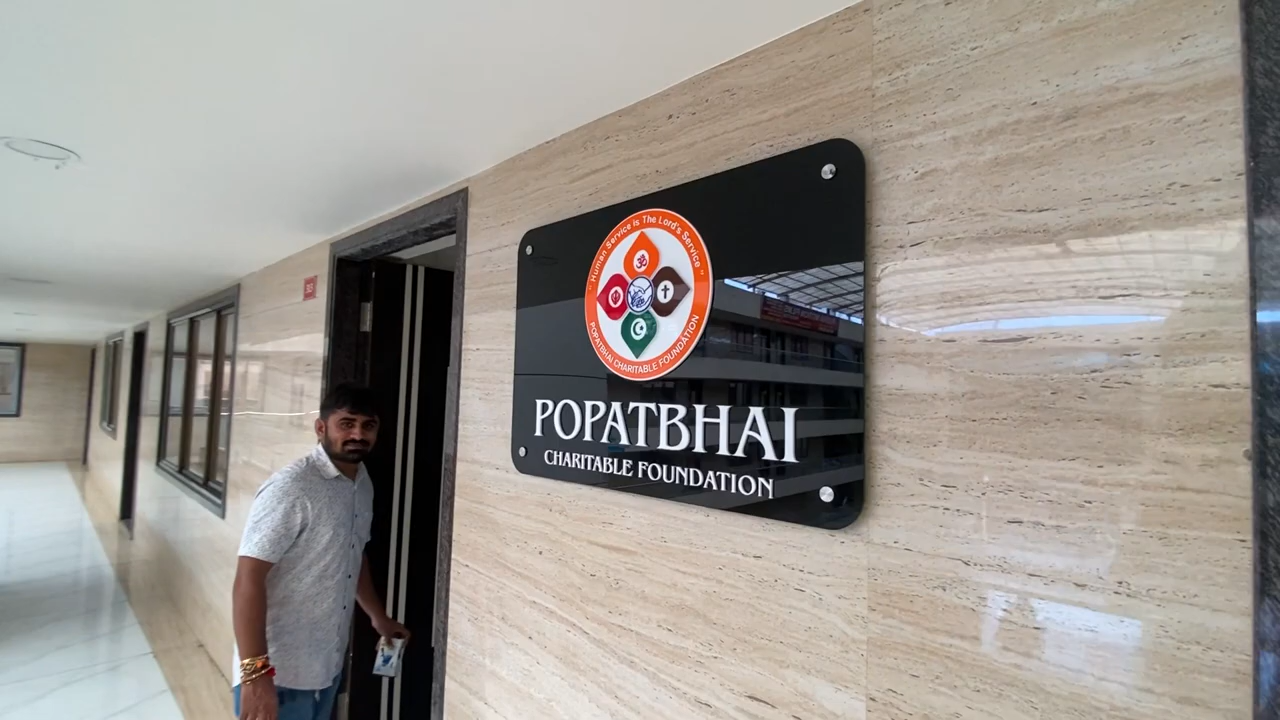 "Human Service is The Lord's Service"
POPATBHAI CHARITABLE FOUNDATION
ॐ
POPATBHAI
CHARITABLE FOUNDATION